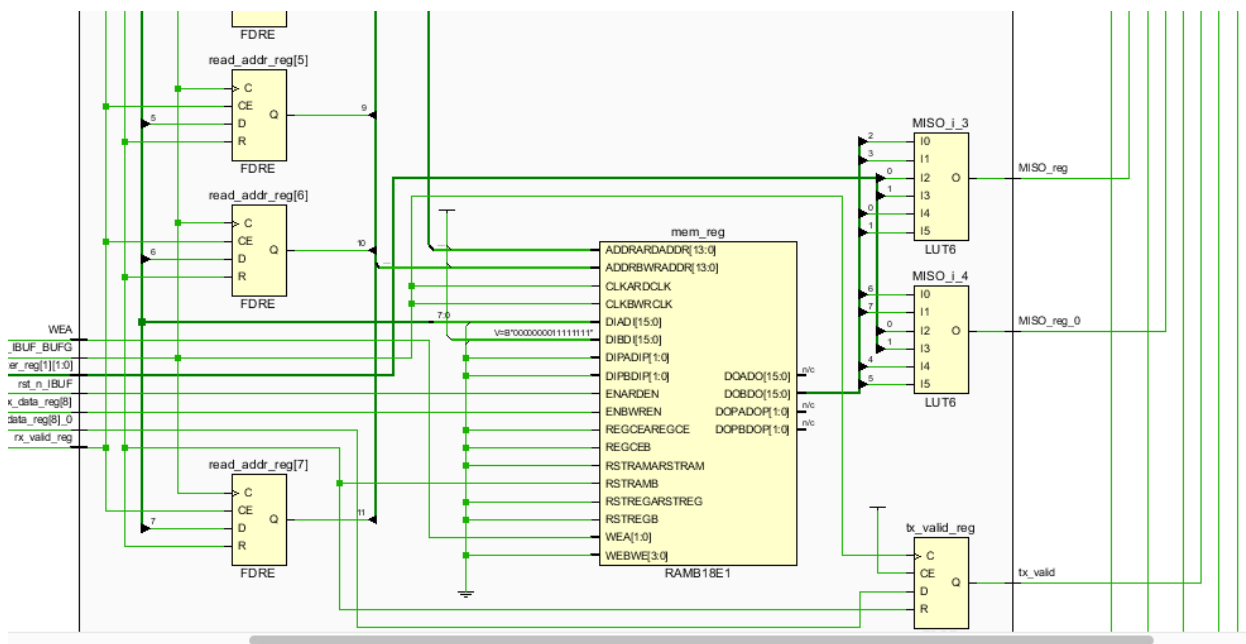 FDRE
read_addr_reg[5]
C
CE
D
R
Q
5
9
FDRE
read_addr_reg[6]
C
CE
D
R
Q
6
10
FDRE
WEA
_IBUF_BUFG
er_reg[1][1:0]
rst_n_IBUF
x_data_reg[8]
data_reg[8]_0
rx_valid_reg
read_addr_reg[7]
C
CE
D
R
Q
7
11
FDRE
7:0
V=B"0000000011111111"
mem_reg
ADDRARDADDR[13:0]
ADDRBWRADDR[13:0]
CLKARDCLK
CLKBWRCLK
DIADI[15:0]
DIBDI[15:0]
DIPADIP[1:0]
DIPBDIP[1:0]
ENARDEN
ENBWREN
REGCEAREGCE
REGCEB
RSTRAMARSTRAM
RSTRAMB
RSTREGARSTREG
RSTREGB
WEA[1:0]
WEBWE[3:0]
DOADO[15:0]
DOBDO[15:0]
DOPADOP[1:0]
DOPBDOP[1:0]
n/c
n/c
n/c
RAMB18E1
MISO_i_3
2
3
0
1
0
1
I0
I1
I2
I3
I4
I5
O
LUT6
MISO_reg
MISO_i_4
6
7
0
1
4
5
I0
I1
I2
I3
I4
I5
O
LUT6
MISO_reg_0
tx_valid_reg
C
CE
D
R
Q
tx_valid